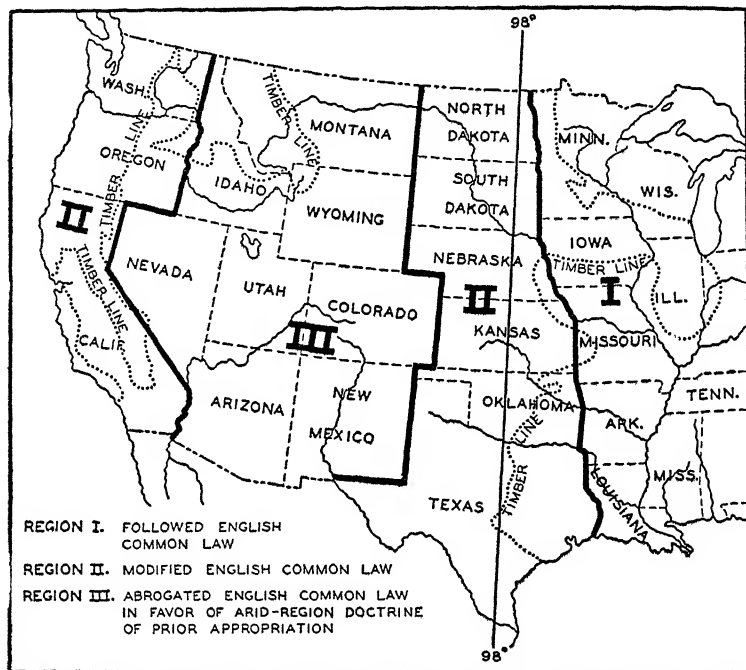 98°
WASH.
TIMBER LINE
MONTANA
NORTH
DAKOTA
MINN.
OREGON
TIMBER LINE
IDAHO
SOUTH
DAKOTA
WIS.
WYOMING
II
IOWA
NEVADA
NEBRASKA
TIMBER LINE
UTAH
II
I
ILL.
TIMBER LINE
COLORADO
CALIF.
III
KANSAS
MISSOURI
ARIZONA
NEW
MEXICO
OKLAHOMA
TENN.
ARK.
TIMBER LINE
MISS.
TEXAS
LOUISIANA
REGION I. FOLLOWED ENGLISH
COMMON LAW
REGION II. MODIFIED ENGLISH COMMON LAW
REGION III. ABROGATED ENGLISH COMMON LAW
IN FAVOR OF ARID-REGION DOCTRINE
OF PRIOR APPROPRIATION
98°